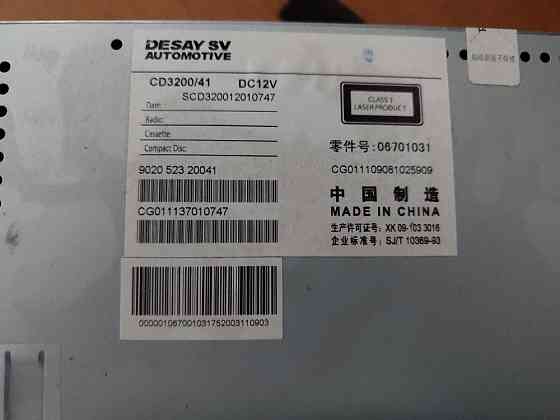 DESAY SV
AUTOMOTIVE
CD3200/41 DC12V
SCD320012010747
Date:
Radio:
Cassette:
Compact Disc:
9020 523 20041
CG011137010747
CLASS 1
LASER PRODUCT
零件号:06701031
CG011109081025909
中国制造
MADE IN CHINA
生产许可证号: XK 09-103 3016
企业标准号: SJ/T 10369-93
0000010670010317520031109​03